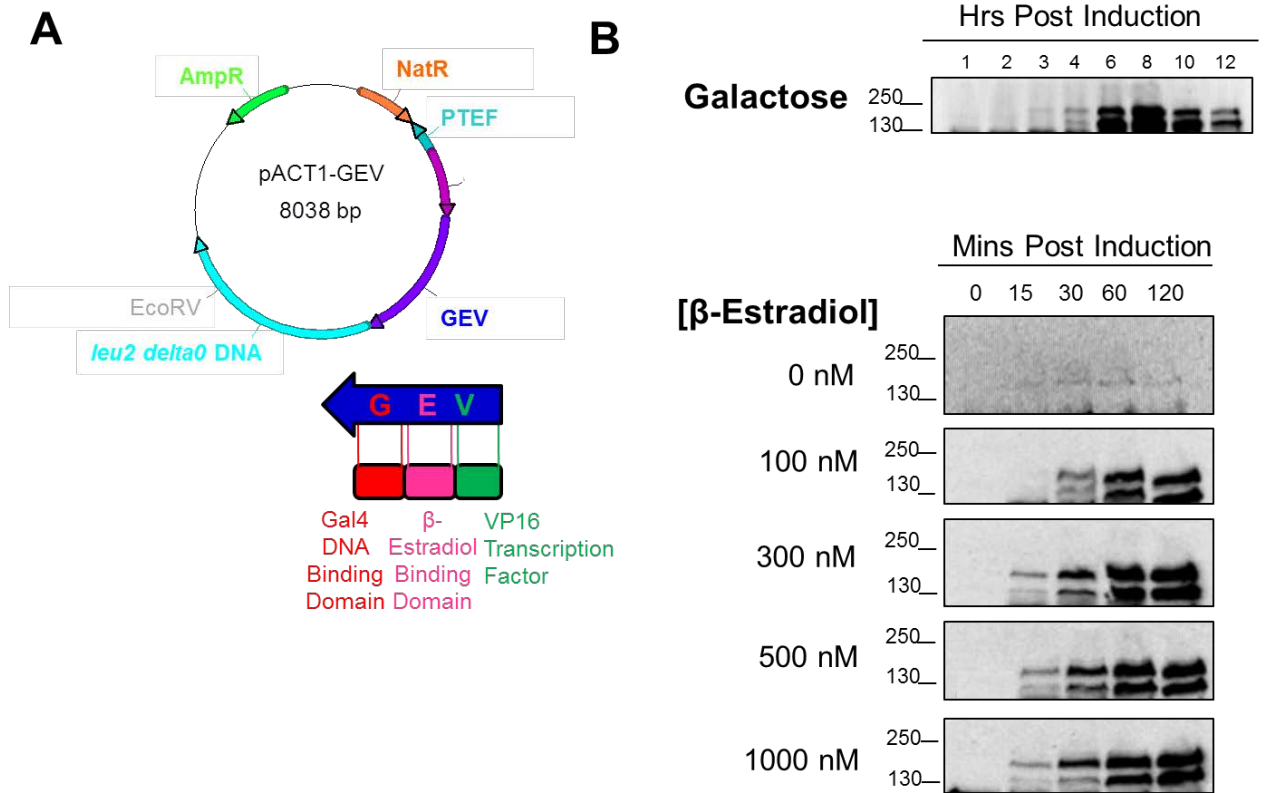 A
AmpR
NatR
PTEF
pACT1-GEV
8038 bp
EcoRV
leu2 delta0 DNA
GEV
G E V
Gal4 β- VP16
DNA Estradiol Transcription
Binding Binding Factor
Domain Domain
B
Hrs Post Induction
1 2 3 4 6 8 10 12
Galactose
250
130
Mins Post Induction
0 15 30 60 120
[β-Estradiol]
0 nM
250
130
100 nM
250
130
300 nM
250
130
500 nM
250
130
1000 nM
250
130